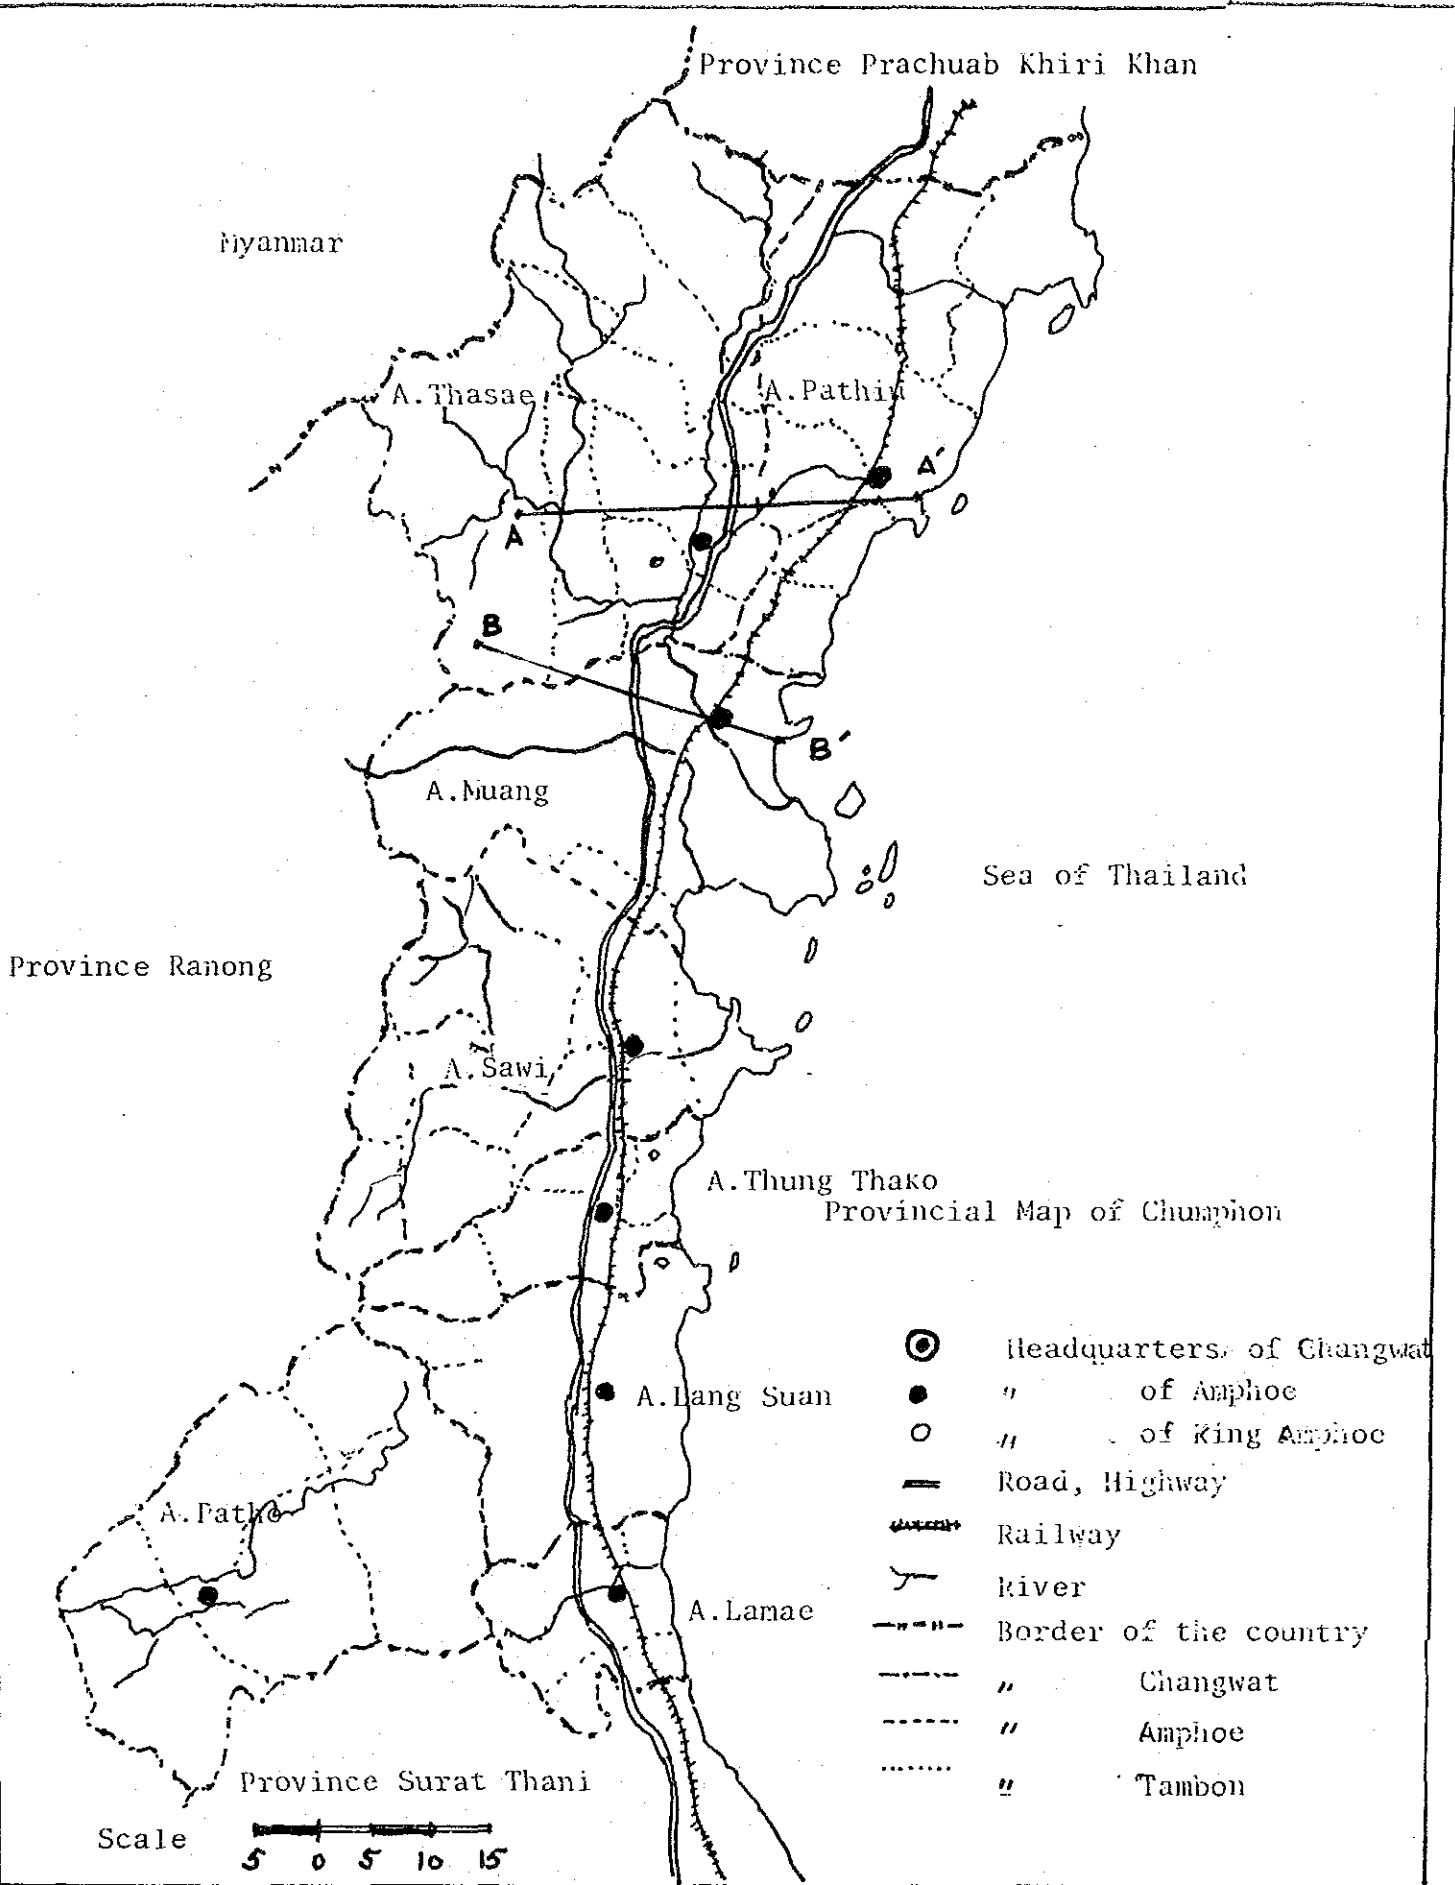 Province Prachuab Khiri Khan
Myanmar
A.Thasae
A.Pathiu
A'
A
B
B'
A.Muang
Sea of Thailand
Province Ranong
A.Sawi
A.Thung Thako
Provincial Map of Chumphon
Headquarters of Changwat
" of Amphoe
A.Lang Suan
" of King Amphoe
Road, Highway
A.Patho
Railway
River
A.Lamae
Border of the country
" Changwat
" Amphoe
" Tambon
Province Surat Thani
Scale
5 0 5 10 15